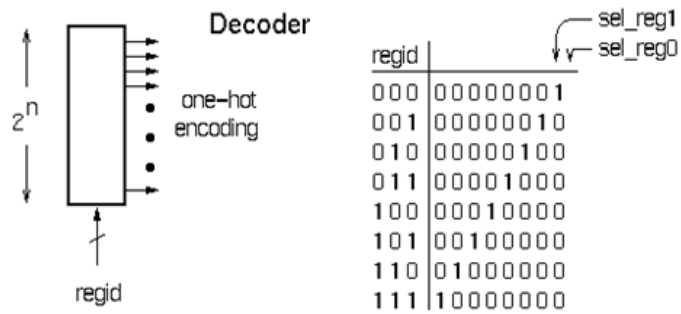 Decoder
2^n
one-hot
encoding
regid
sel_reg1
sel_reg0
regid
000 00000001
001 00000010
010 00000100
011 00001000
100 00010000
101 00100000
110 01000000
111 10000000